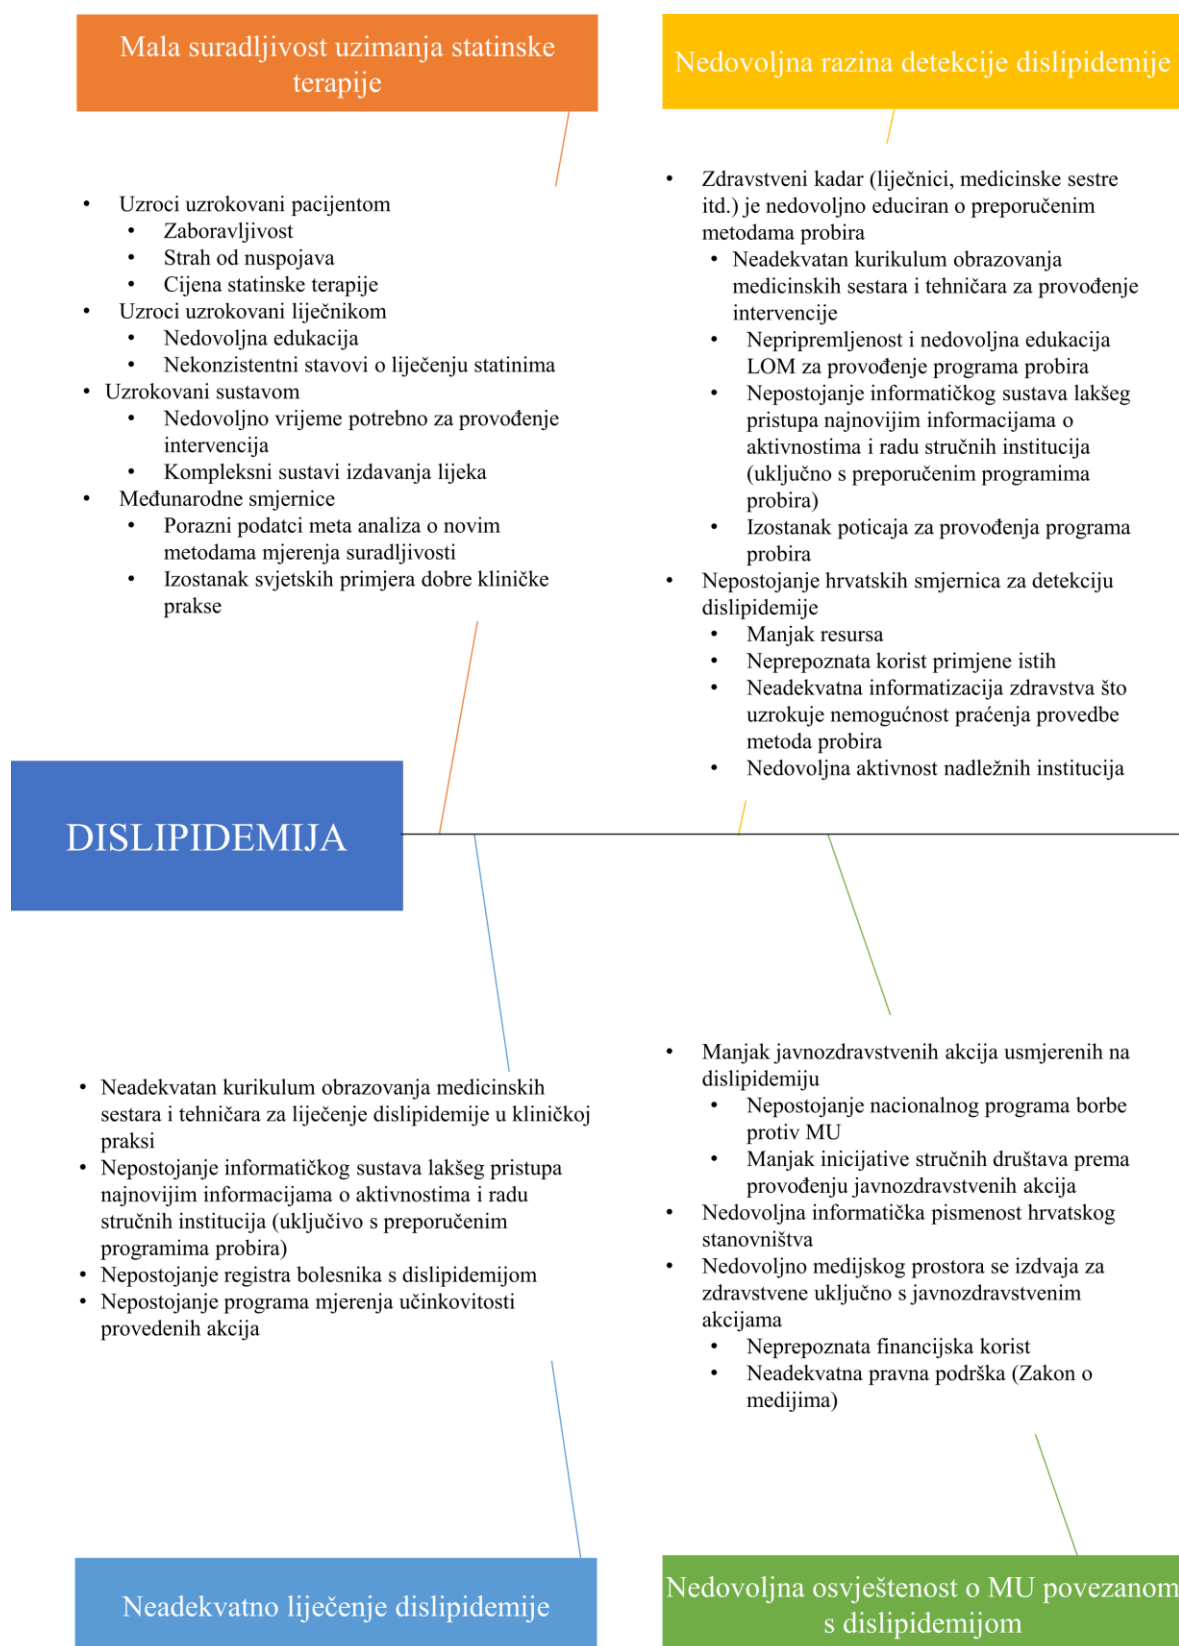 Mala suradljivost uzimanja statinske
terapije
• Uzroci uzrokovani pacijentom
• Zaboravljivost
• Strah od nuspojava
• Cijena statinske terapije
• Uzroci uzrokovani liječnikom
• Nedovoljna edukacija
• Nekonzistentni stavovi o liječenju statinima
• Uzrokovani sustavom
• Nedovoljno vrijeme potrebno za provođenje
intervencija
• Kompleksni sustavi izdavanja lijeka
• Međunarodne smjernice
• Porazni podatci meta analiza o novim
metodama mjerenja suradljivosti
• Izostanak svjetskih primjera dobre kliničke
prakse
Nedovoljna razina detekcije dislipidemije
• Zdravstveni kadar (liječnici, medicinske sestre
itd.) je nedovoljno educiran o preporučenim
metodama probira
• Neadekvatan kurikulum obrazovanja
medicinskih sestara i tehničara za provođenje
intervencije
• Nepripremljenost i nedovoljna edukacija
LOM za provođenje programa probira
• Nepostojanje informatičkog sustava lakšeg
pristupa najnovijim informacijama o
aktivnostima i radu stručnih institucija
(uključno s preporučenim programima
probira)
• Izostanak poticaja za provođenja programa
probira
• Nepostojanje hrvatskih smjernica za detekciju
dislipidemije
• Manjak resursa
• Neprepoznata korist primjene istih
• Neadekvatna informatizacija zdravstva što
uzrokuje nemogućnost praćenja provedbe
metoda probira
• Nedovoljna aktivnost nadležnih institucija
DISLIPIDEMIJA
• Neadekvatan kurikulum obrazovanja medicinskih
sestara i tehničara za liječenje dislipidemije u kliničkoj
praksi
• Nepostojanje informatičkog sustava lakšeg pristupa
najnovijim informacijama o aktivnostima i radu
stručnih institucija (uključivo s preporučenim
programima probira)
• Nepostojanje registra bolesnika s dislipidemijom
• Nepostojanje programa mjerenja učinkovitosti
provedenih akcija
Neadekvatno liječenje dislipidemije
• Manjak javnozdravstvenih akcija usmjerenih na
dislipidemiju
• Nepostojanje nacionalnog programa borbe
protiv MU
• Manjak inicijative stručnih društava prema
provođenju javnozdravstvenih akcija
• Nedovoljna informatička pismenost hrvatskog
stanovništva
• Nedovoljno medijskog prostora se izdvaja za
zdravstvene uključno s javnozdravstvenim
akcijama
• Neprepoznata financijska korist
• Neadekvatna pravna podrška (Zakon o
medijima)
Nedovoljna osvještenost o MU povezanom
s dislipidemijom